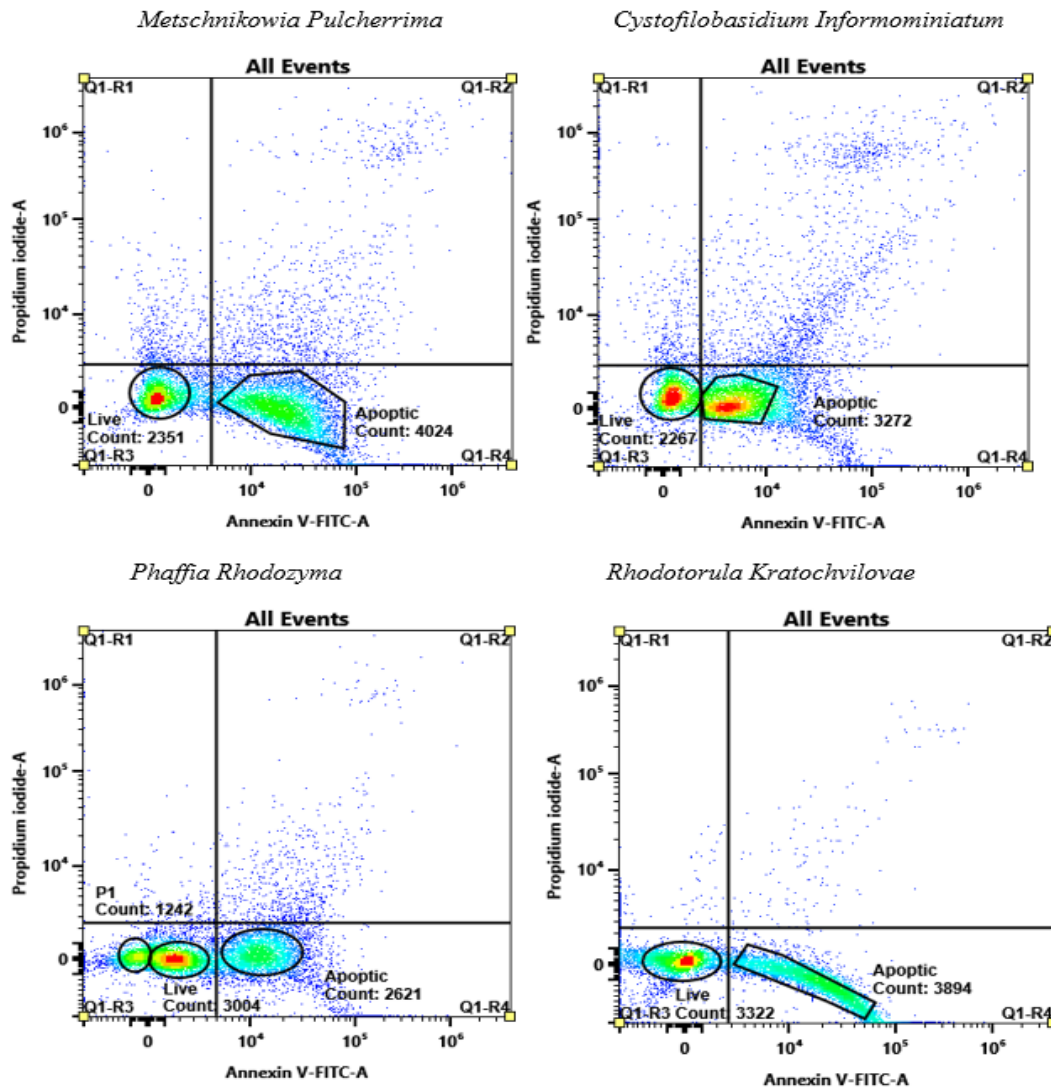 Metschnikowia Pulcherrima
Cystofilobasidium Informominiatum
All Events
Q1-R1
Q1-R2
10⁶
10⁵
10⁴
0
Propidium iodide-A
Live
Count: 2351
Apoptic
Count: 4024
Q1-R3
Q1-R4
0
10⁴
10⁵
10⁶
Annexin V-FITC-A
All Events
Q1-R1
Q1-R2
10⁶
10⁵
10⁴
0
Propidium iodide-A
Live
Count: 2267
Apoptic
Count: 3272
Q1-R3
Q1-R4
0
10⁴
10⁵
10⁶
Annexin V-FITC-A
Phaffia Rhodozyma
Rhodotorula Kratochvilovae
All Events
Q1-R1
Q1-R2
10⁶
10⁵
10⁴
0
Propidium iodide-A
P1
Count: 1242
Live
Count: 3004
Apoptic
Count: 2621
Q1-R3
Q1-R4
0
10⁴
10⁵
10⁶
Annexin V-FITC-A
All Events
Q1-R1
Q1-R2
10⁶
10⁵
10⁴
0
Propidium iodide-A
Apoptic
Count: 3894
Live
Q1-R3 Count: 3322
Q1-R4
0
10⁴
10⁵
10⁶
Annexin V-FITC-A